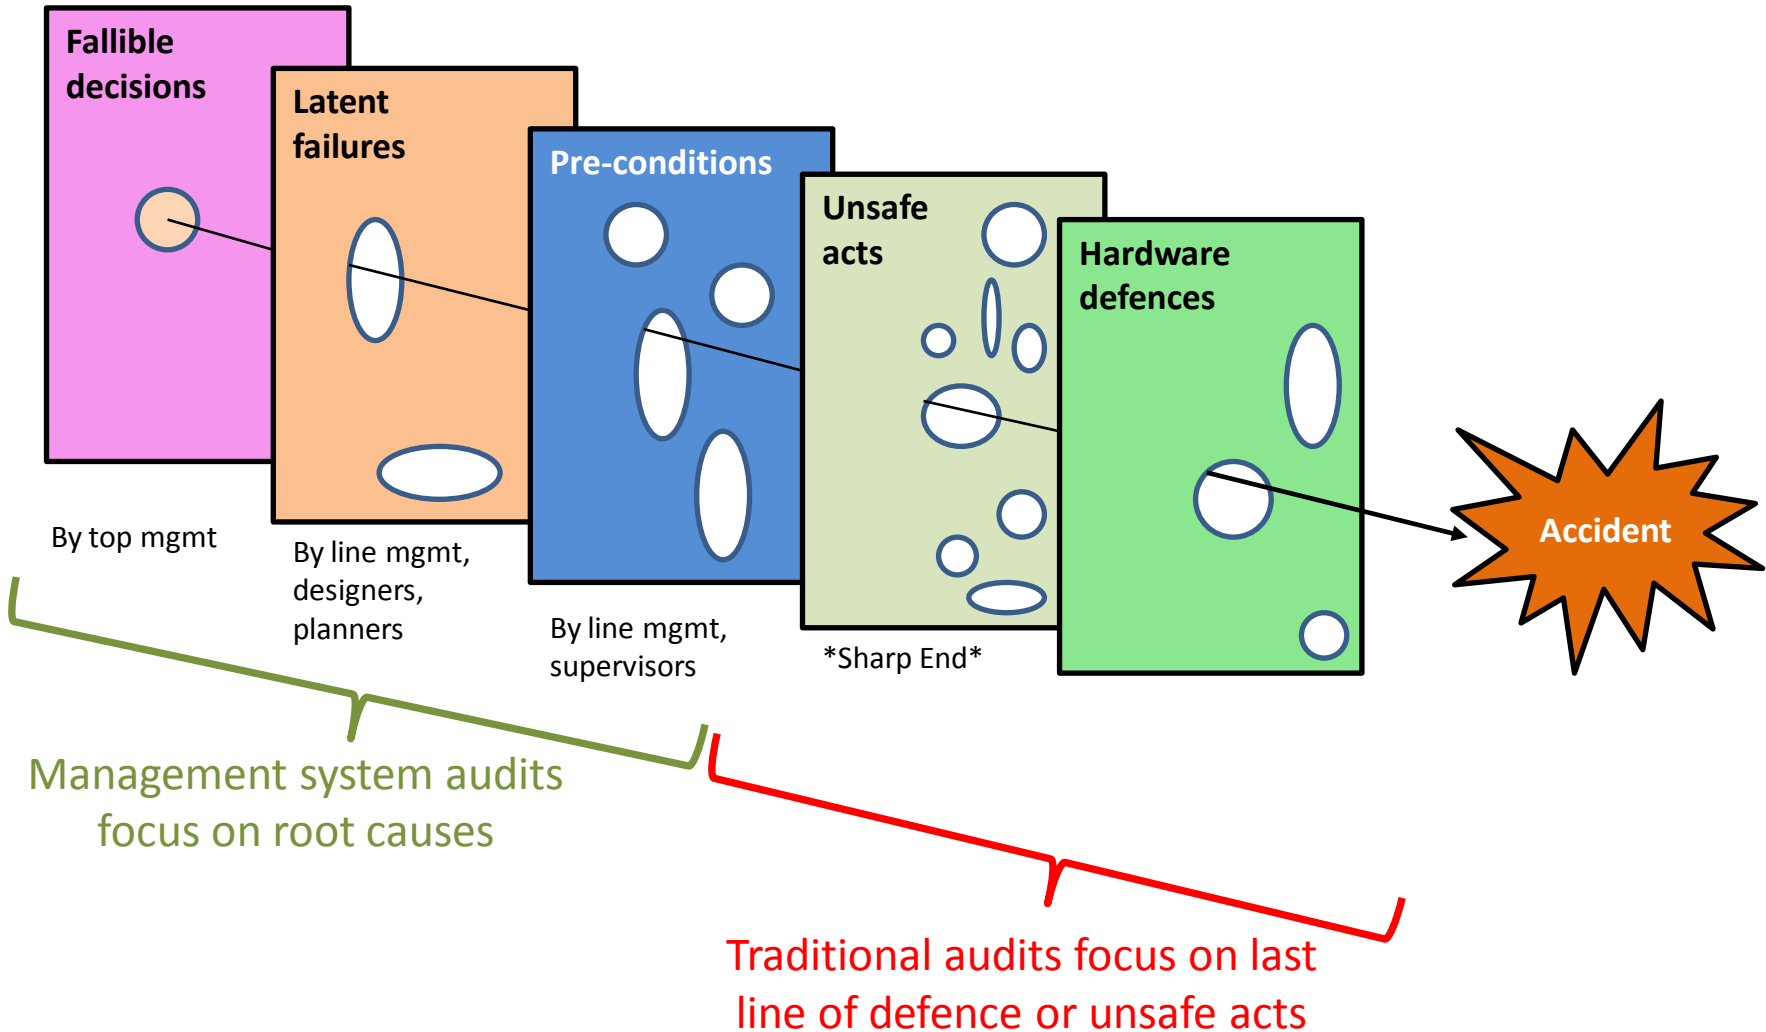 Fallible
decisions
Latent
failures
Pre-conditions
Unsafe
acts
Hardware
defences
Accident
By top mgmt
By line mgmt,
designers,
planners
By line mgmt,
supervisors
*Sharp End*
Management system audits
focus on root causes
Traditional audits focus on last
line of defence or unsafe acts